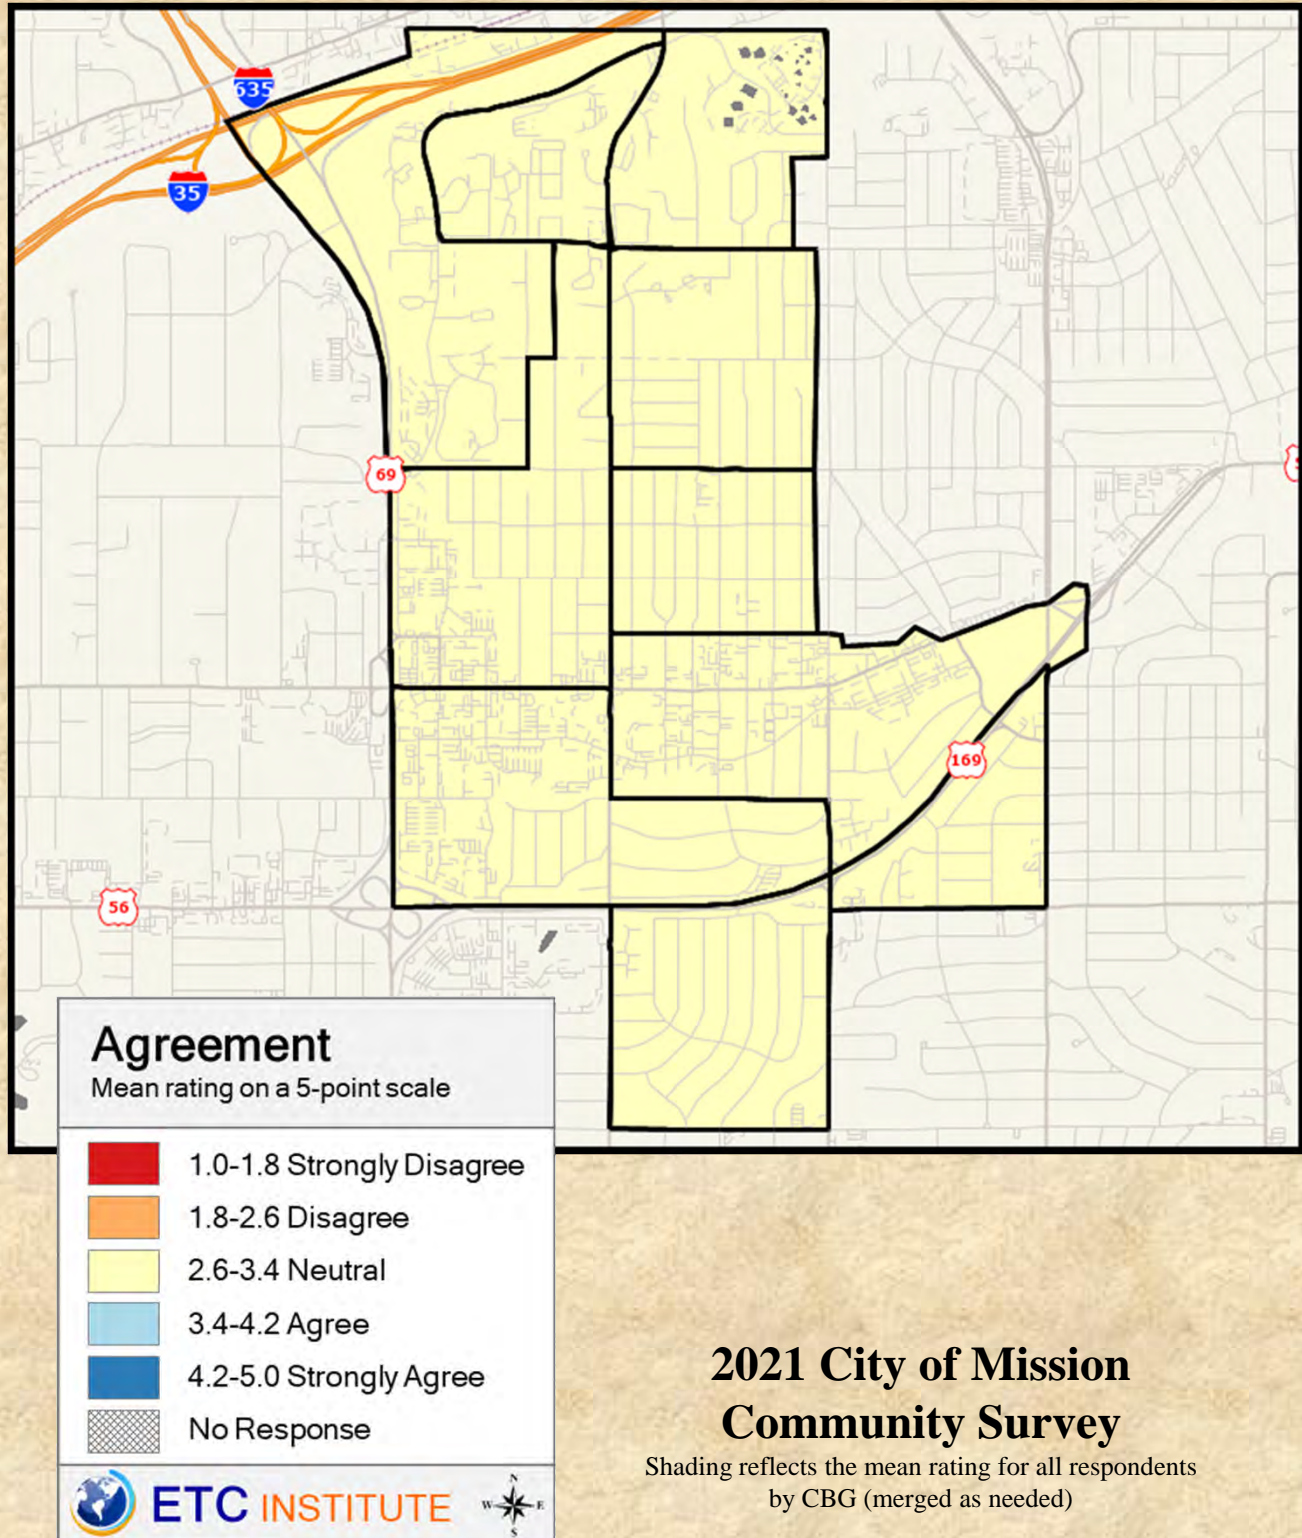 635
35
69
169
56
Agreement
Mean rating on a 5-point scale
1.0-1.8 Strongly Disagree
1.8-2.6 Disagree
2.6-3.4 Neutral
3.4-4.2 Agree
4.2-5.0 Strongly Agree
No Response
ETC INSTITUTE
N
W E
S
2021 City of Mission
Community Survey
Shading reflects the mean rating for all respondents
by CBG (merged as needed)